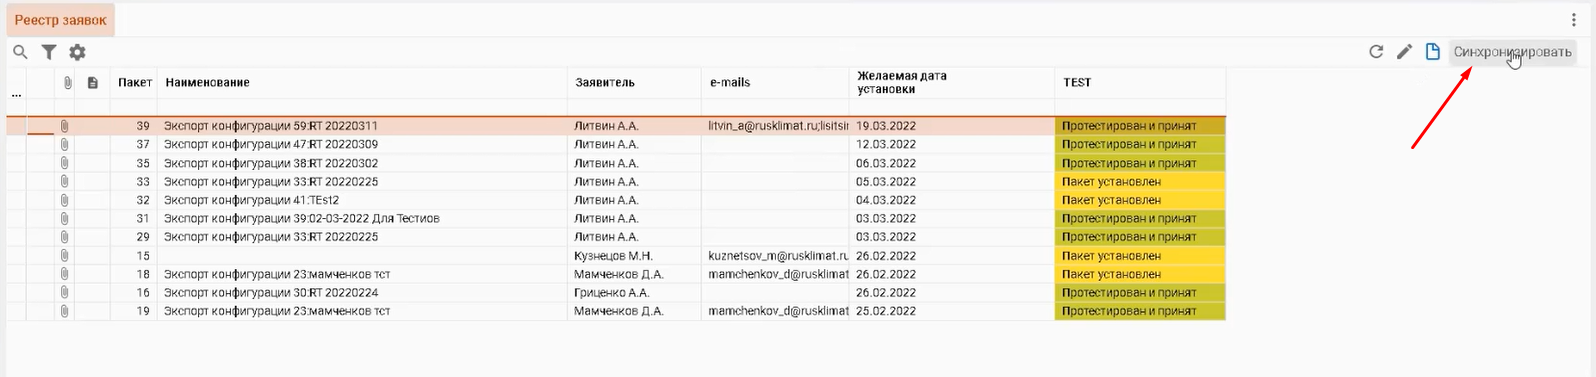 Реестр заявок
Синхронизировать
... Пакет Наименование Заявитель e-mails Желаемая дата установки TEST
39 Экспорт конфигурации 59:RT 20220311 Литвин А.А. litvin_a@rusklimat.ru;lisitsin 19.03.2022 Протестирован и принят
37 Экспорт конфигурации 47:RT 20220309 Литвин А.А. 12.03.2022 Протестирован и принят
35 Экспорт конфигурации 38:RT 20220302 Литвин А.А. 06.03.2022 Протестирован и принят
33 Экспорт конфигурации 33:RT 20220225 Литвин А.А. 05.03.2022 Пакет установлен
32 Экспорт конфигурации 41:TEst2 Литвин А.А. 04.03.2022 Пакет установлен
31 Экспорт конфигурации 39:02-03-2022 Для Тестиов Литвин А.А. 03.03.2022 Протестирован и принят
29 Экспорт конфигурации 33:RT 20220225 Литвин А.А. 03.03.2022 Протестирован и принят
15 Кузнецов М.Н. kuznetsov_m@rusklimat.ru 26.02.2022 Пакет установлен
18 Экспорт конфигурации 23:мамченков тст Мамченков Д.А. mamchenkov_d@rusklimat 26.02.2022 Пакет установлен
16 Экспорт конфигурации 30:RT 20220224 Гриценко А.А. 26.02.2022 Протестирован и принят
19 Экспорт конфигурации 23:мамченков тст Мамченков Д.А. mamchenkov_d@rusklimat 25.02.2022 Протестирован и принят